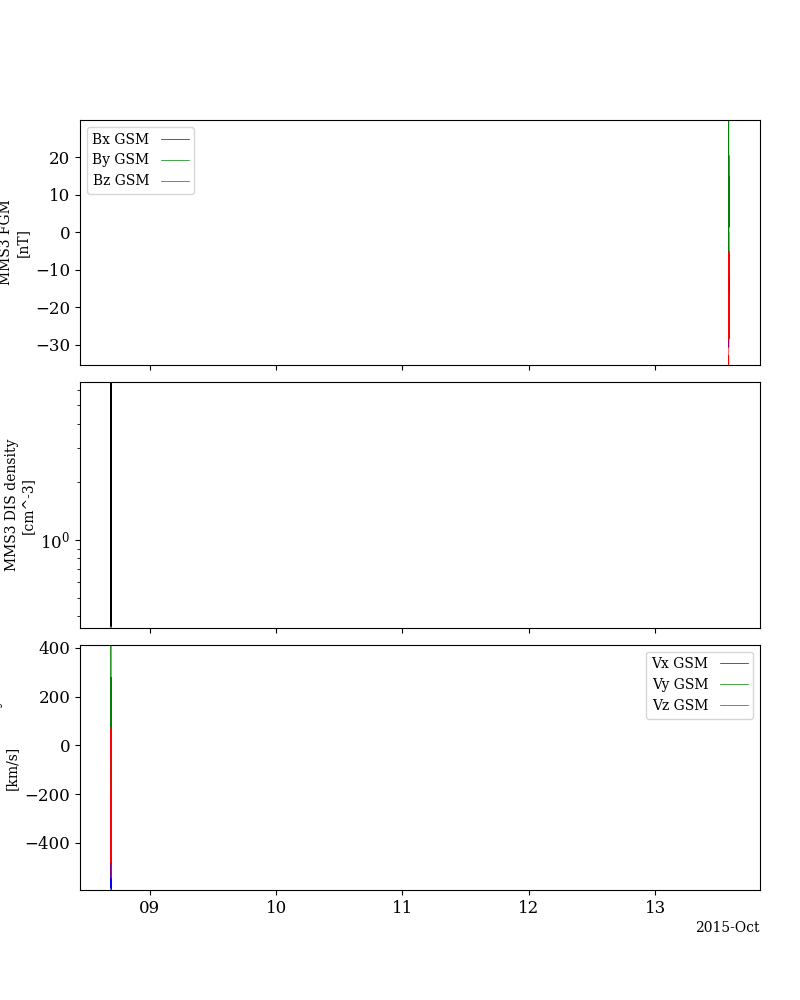 Bx GSM
By GSM
Bz GSM
20
10
0
−10
−20
−30
MMS3 FGM
[nT]
10^0
MMS3 DIS density
[cm^-3]
Vx GSM
Vy GSM
Vz GSM
400
200
0
−200
−400
[km/s]
09
10
11
12
13
2015-Oct